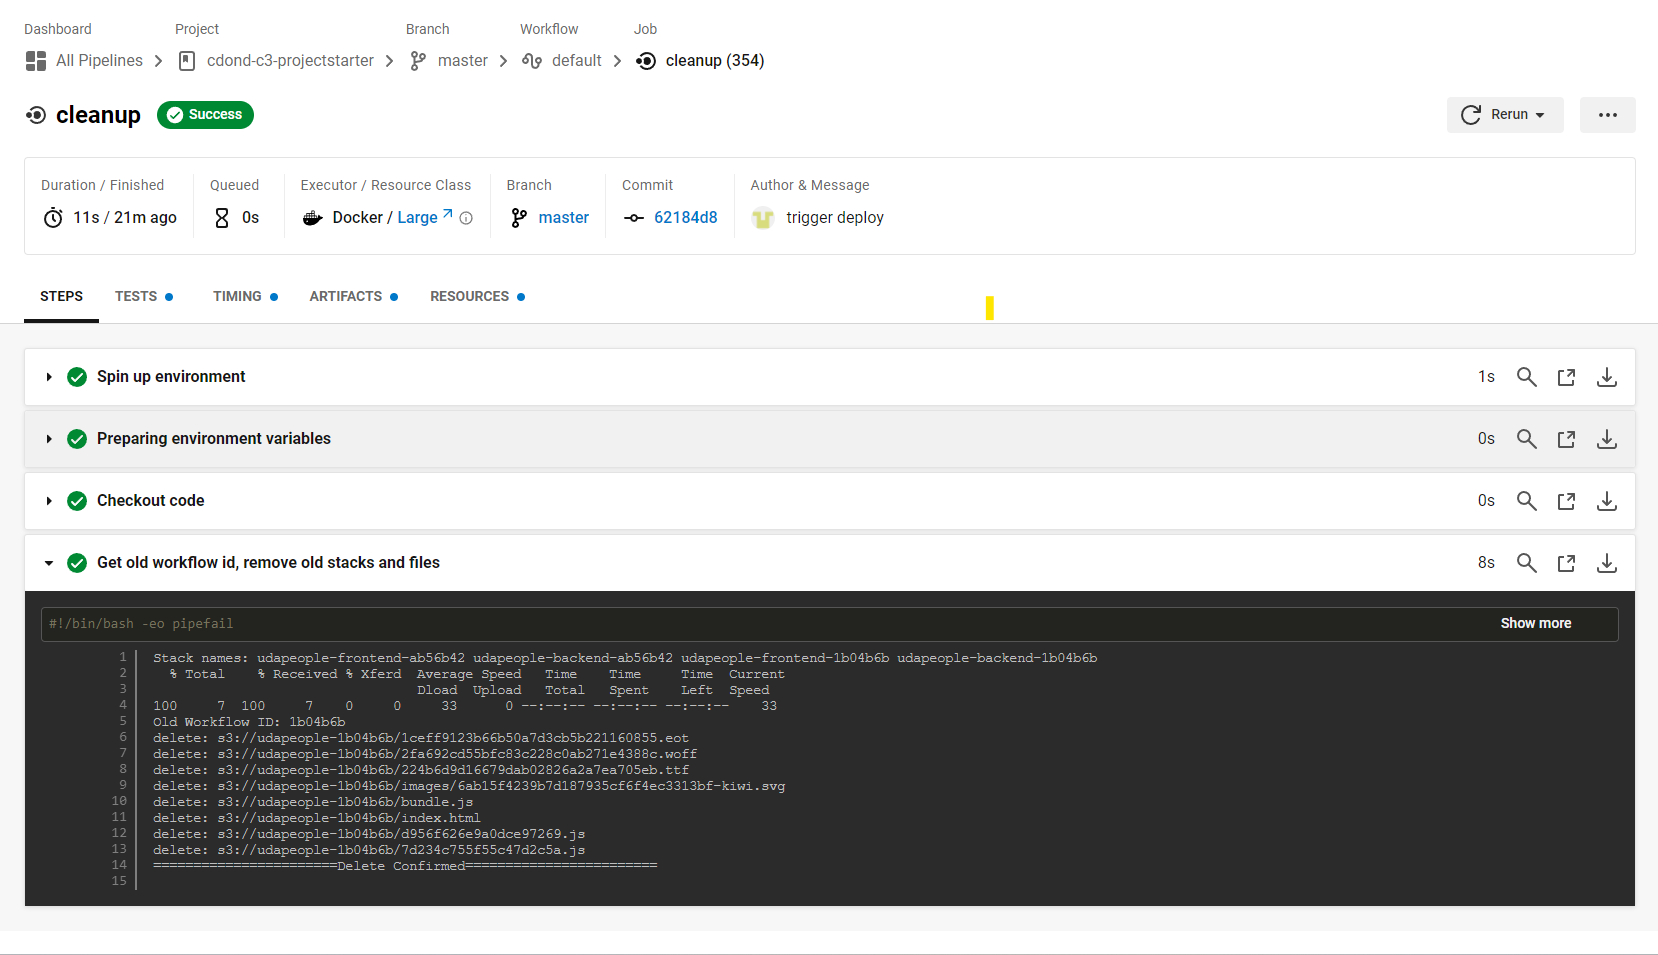 Dashboard Project Branch Workflow Job
All Pipelines cdond-c3-projectstarter master default cleanup (354)
cleanup Success Rerun
Duration / Finished Queued Executor / Resource Class Branch Commit Author & Message
11s / 21m ago 0s Docker / Large master 62184d8 trigger deploy
STEPS TESTS TIMING ARTIFACTS RESOURCES
Spin up environment 1s
Preparing environment variables 0s
Checkout code 0s
Get old workflow id, remove old stacks and files 8s
#!/bin/bash -eo pipefail Show more
1 Stack names: udapeople-frontend-ab56b42 udapeople-backend-ab56b42 udapeople-frontend-1b04b6b udapeople-backend-1b04b6b
2 % Total % Received % Xferd Average Speed Time Time Time Current
3 Dload Upload Total Spent Left Speed
4 100 7 100 7 0 0 33 0 --:--:-- --:--:-- --:--:-- 33
5 Old Workflow ID: 1b04b6b
6 delete: s3://udapeople-1b04b6b/1ceff9123b66b50a7d3cb5b221160855.eot
7 delete: s3://udapeople-1b04b6b/2fa692cd55bfc83c228c0ab271e4388c.woff
8 delete: s3://udapeople-1b04b6b/224b6d9d16679dab02826a2a7ea705eb.ttf
9 delete: s3://udapeople-1b04b6b/images/6ab15f4239b7d187935cf6f4ec3313bf-kiwi.svg
10 delete: s3://udapeople-1b04b6b/bundle.js
11 delete: s3://udapeople-1b04b6b/index.html
12 delete: s3://udapeople-1b04b6b/d956f626e9a0dce97269.js
13 delete: s3://udapeople-1b04b6b/7d234c755f55c47d2c5a.js
14 =======================Delete Confirmed========================
15